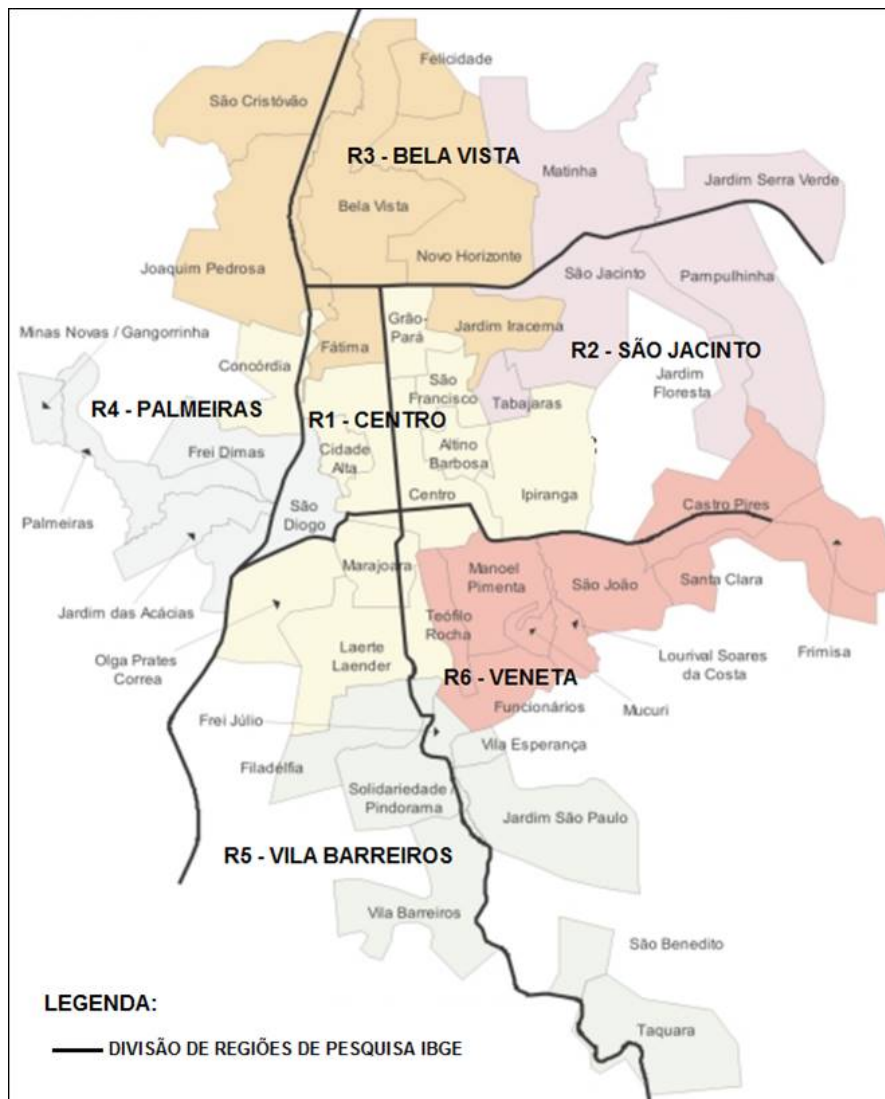 Felicidade
São Cristóvão
R3 - BELA VISTA
Matinha
Jardim Serra Verde
Bela Vista
Novo Horizonte
Joaquim Pedrosa
São Jacinto
Pampulhinha
Minas Novas / Gangorrinha
Grão-
Pará
Jardim Iracema
Fátima
Concórdia
R2 - SÃO JACINTO
São
Francisco
Jardim
Floresta
R4 - PALMEIRAS
R1 - CENTRO
Tabajaras
Frei Dimas
Cidade
Alta
Altino
Barbosa
Centro
Ipiranga
Castro Pires
São
Diogo
Palmeiras
Marajoara
Manoel
Pimenta
São João
Santa Clara
Jardim das Acácias
Teófilo
Rocha
Olga Prates
Correa
Laerte
Laender
Lourival Soares
da Costa
Frimisa
R6 - VENETA
Funcionários
Mucuri
Frei Júlio
Vila Esperança
Filadélfia
Solidariedade /
Pindorama
Jardim São Paulo
R5 - VILA BARREIROS
Vila Barreiros
São Benedito
LEGENDA:
Taquara
DIVISÃO DE REGIÕES DE PESQUISA IBGE